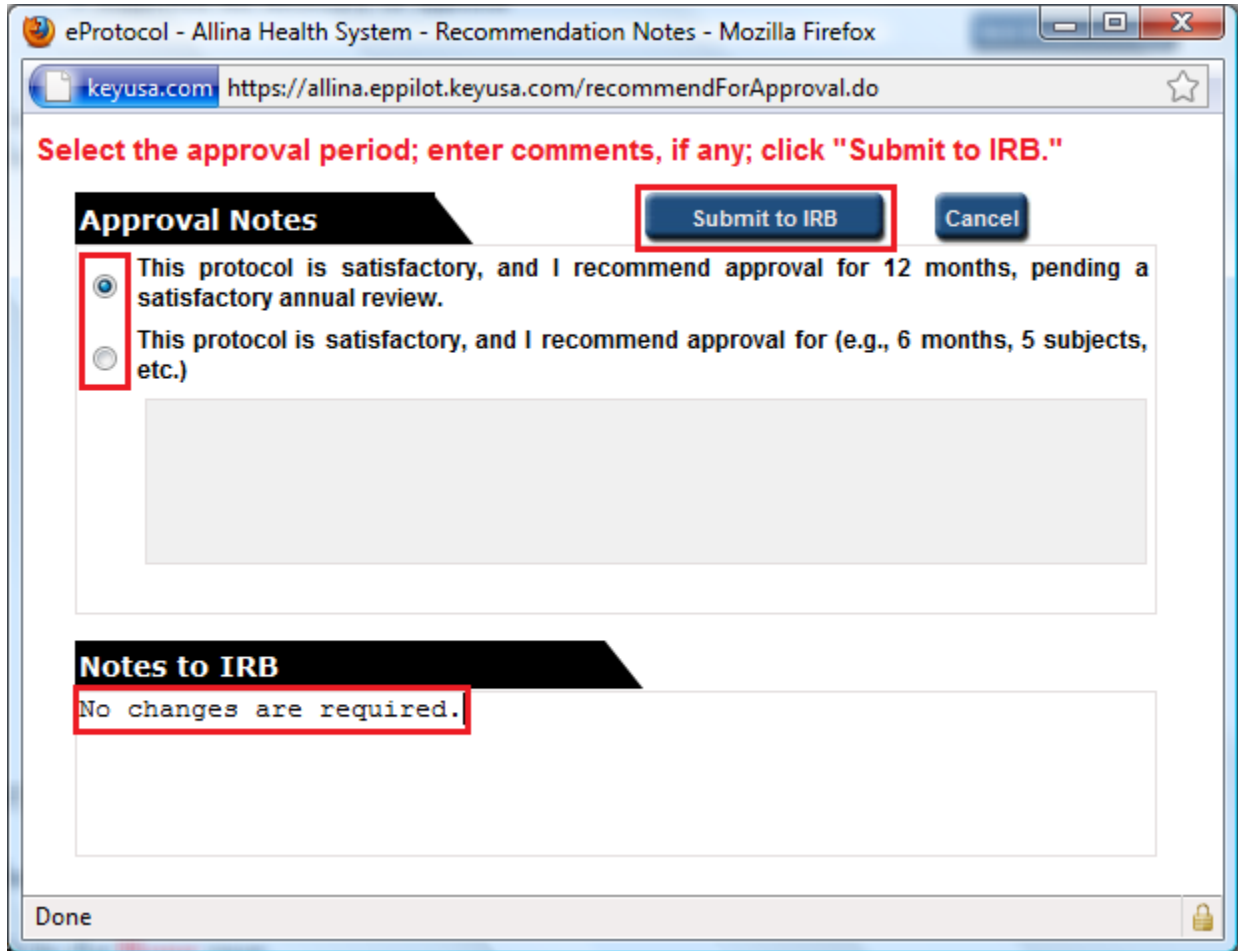 eProtocol - Allina Health System - Recommendation Notes - Mozilla Firefox
keyusa.com https://allina.eppilot.keyusa.com/recommendForApproval.do
Select the approval period; enter comments, if any; click "Submit to IRB."
Approval Notes Submit to IRB Cancel
This protocol is satisfactory, and I recommend approval for 12 months, pending a
satisfactory annual review.
This protocol is satisfactory, and I recommend approval for (e.g., 6 months, 5 subjects,
etc.)
Notes to IRB
No changes are required.
Done